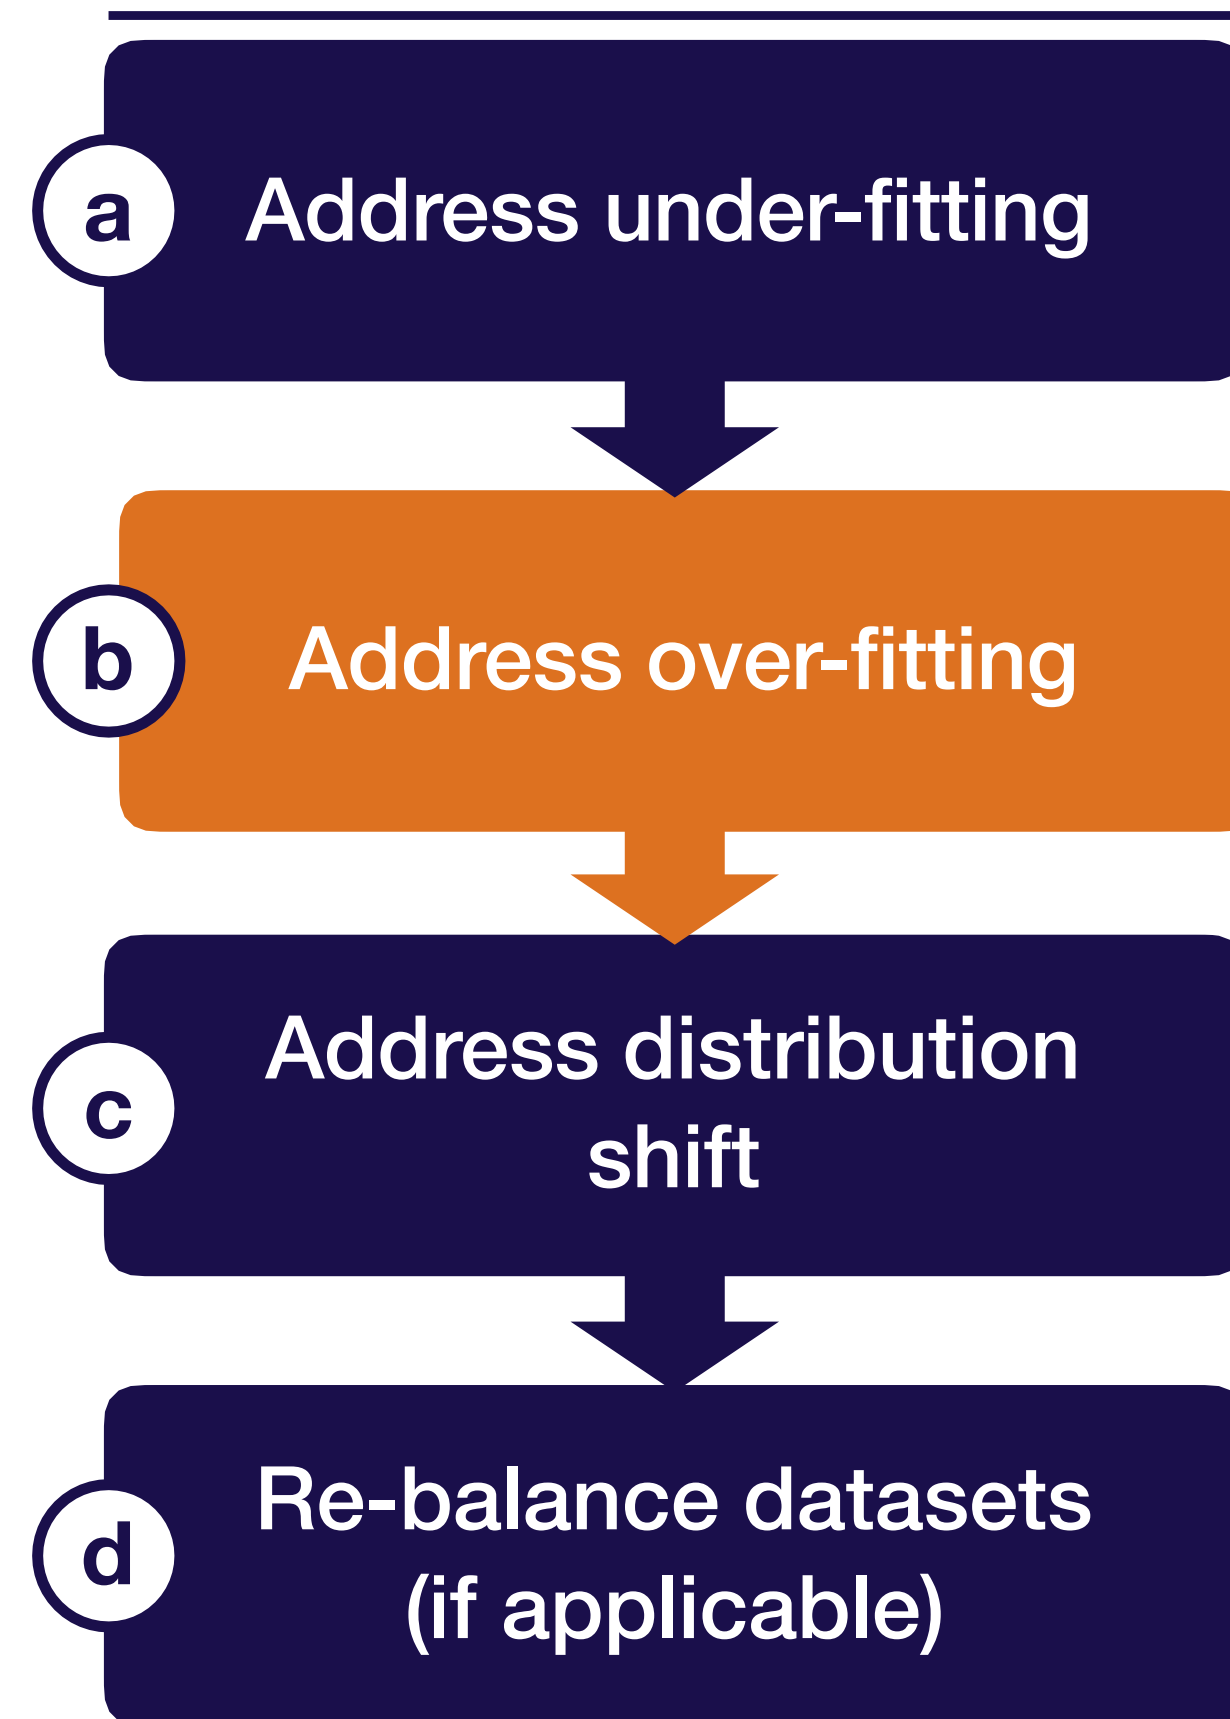 a
Address under-fitting
b
Address over-fitting
c
Address distribution
shift
d
Re-balance datasets
(if applicable)